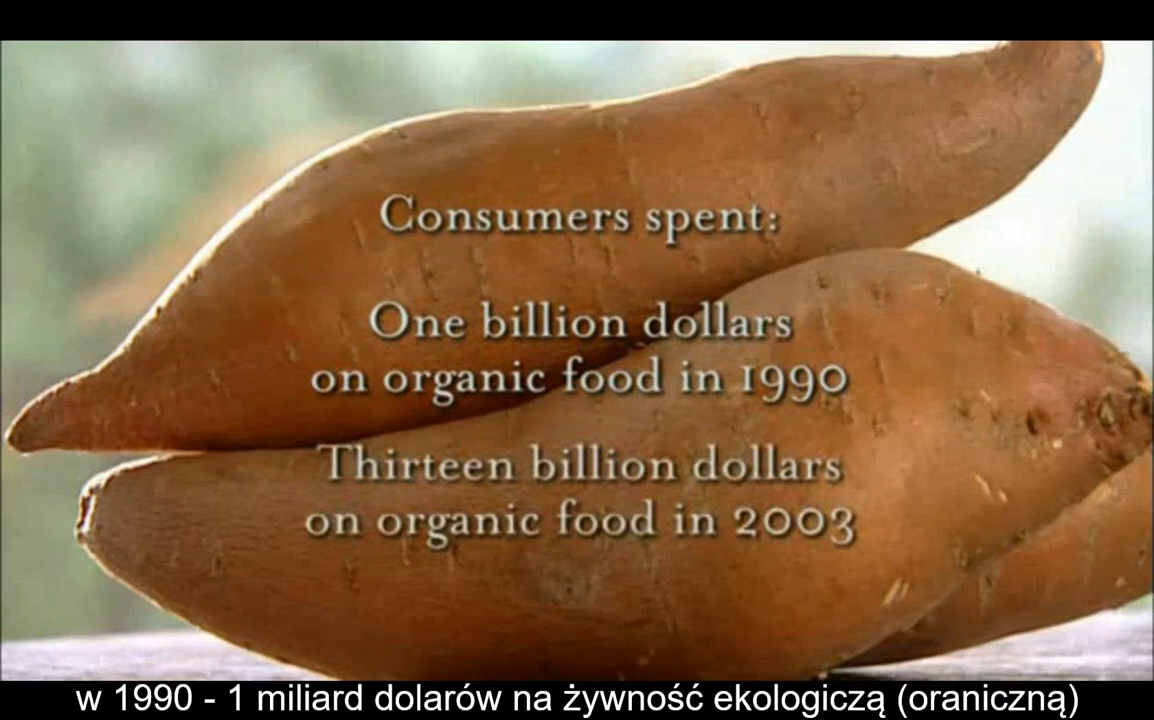 Consumers spent:
One billion dollars
on organic food in 1990
Thirteen billion dollars
on organic food in 2003
w 1990 - 1 miliard dolarów na żywność ekologiczą (oraniczną)